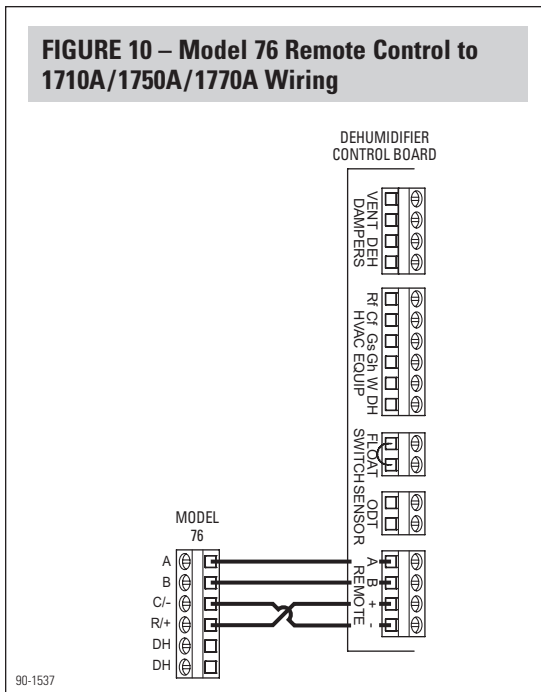 FIGURE 10 – Model 76 Remote Control to
1710A/1750A/1770A Wiring
DEHUMIDIFIER
CONTROL BOARD
VENT DEH
DAMPERS
Rf Cf Gs Gh W DH
HVAC EQUIP
FLOAT
SWITCH
ODT
SENSOR
A B + -
REMOTE
MODEL
76
A
B
C/-
R/+
DH
DH
90-1537